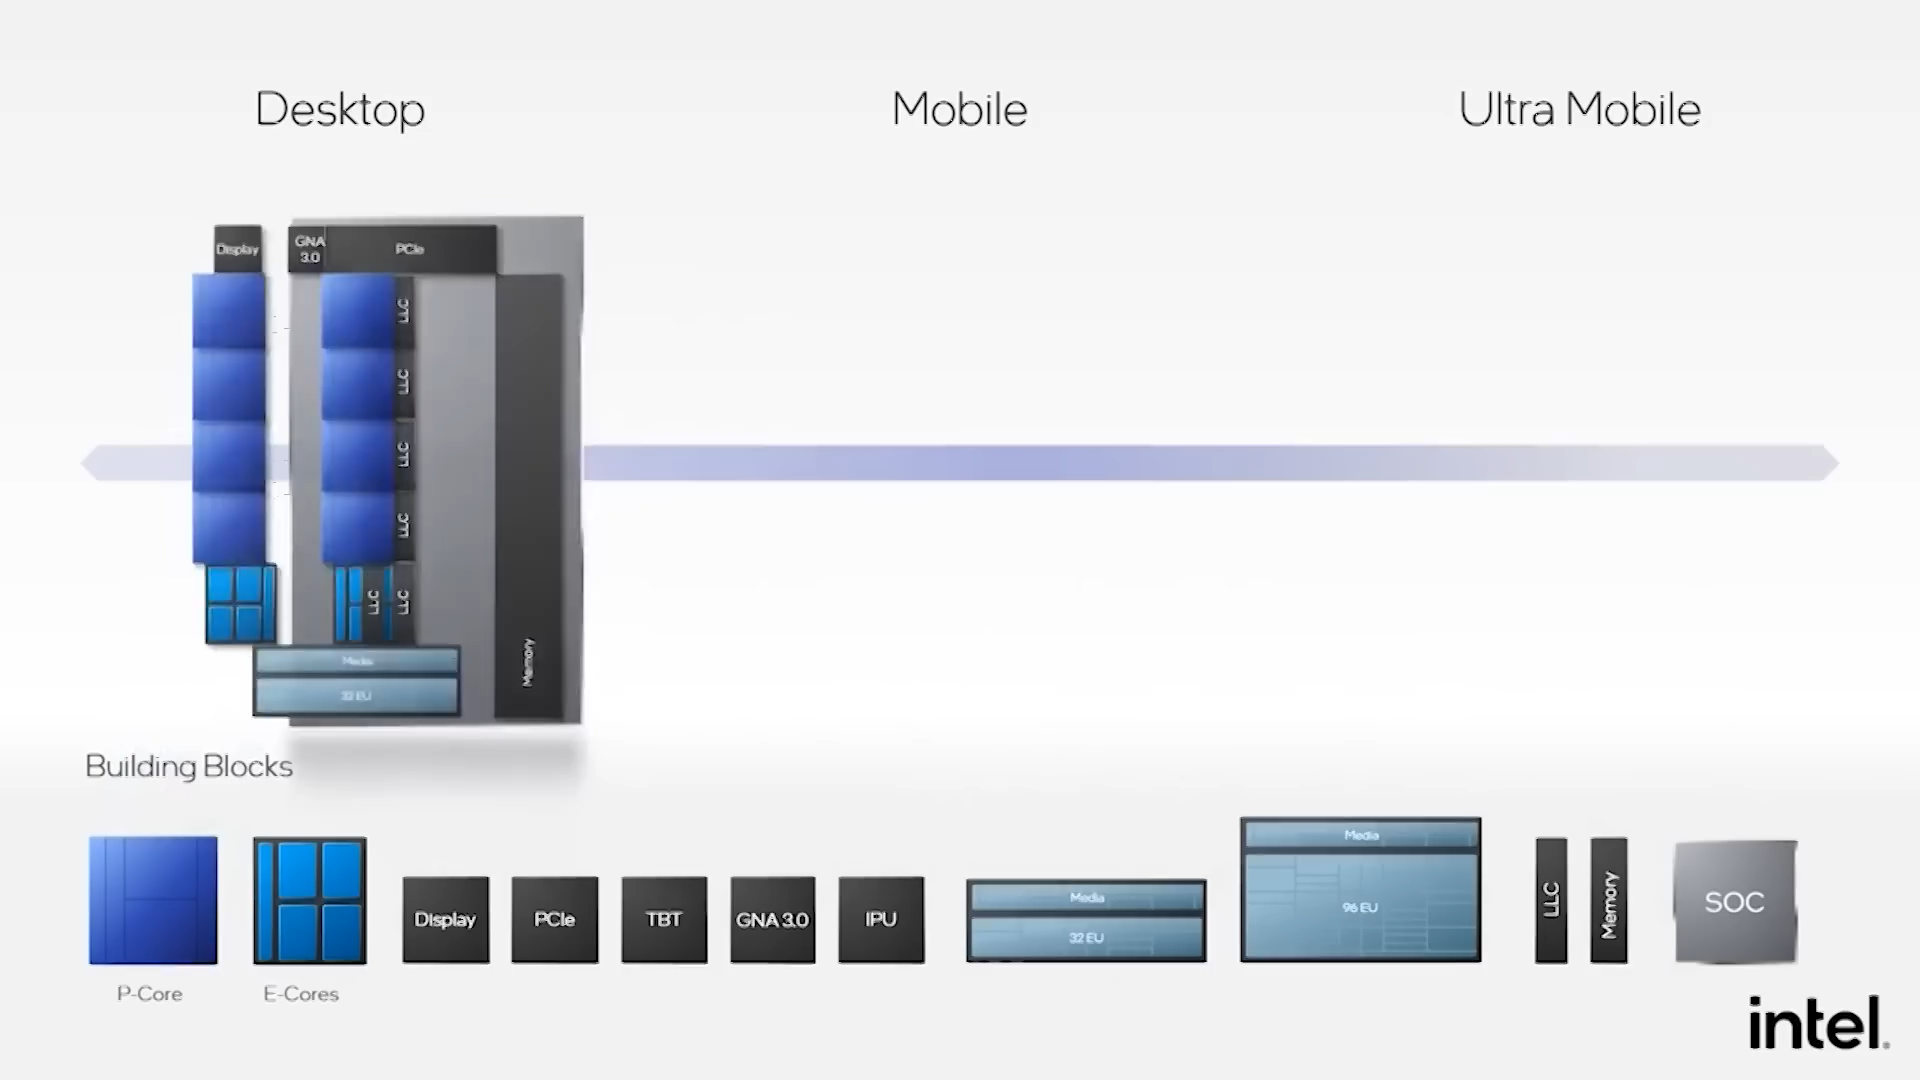 Desktop
Mobile
Ultra Mobile
Display
GNA
3.0
PCIe
LLC
LLC
LLC
LLC
LLC
LLC
Memory
Media
32 EU
Building Blocks
P-Core
E-Cores
Display
PCIe
TBT
GNA 3.0
IPU
Media
32 EU
Media
96 EU
LLC
Memory
SOC
intel.